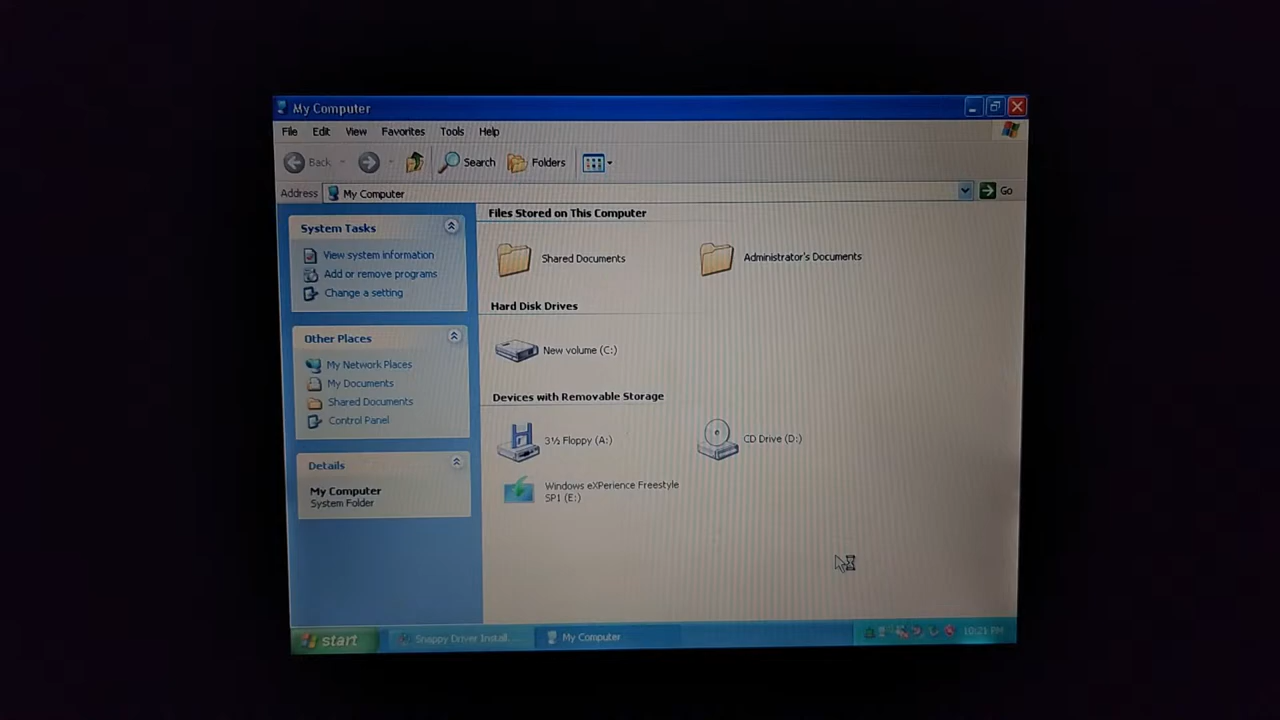 My Computer
File Edit View Favorites Tools Help
Back Search Folders
Address My Computer Go
System Tasks
View system information
Add or remove programs
Change a setting
Other Places
My Network Places
My Documents
Shared Documents
Control Panel
Details
My Computer
System Folder
Files Stored on This Computer
Shared Documents Administrator's Documents
Hard Disk Drives
New volume (C:)
Devices with Removable Storage
3½ Floppy (A:) CD Drive (D:)
Windows eXPerience Freestyle
SP1 (E:)
start Snappy Driver Install... My Computer 10:21 PM